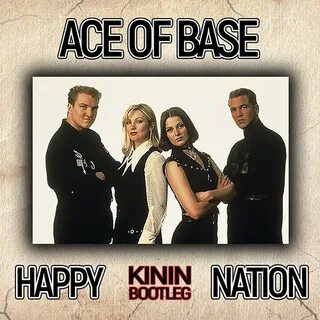 ACE OF BASE
HAPPY KININ NATION
BOOTLEG